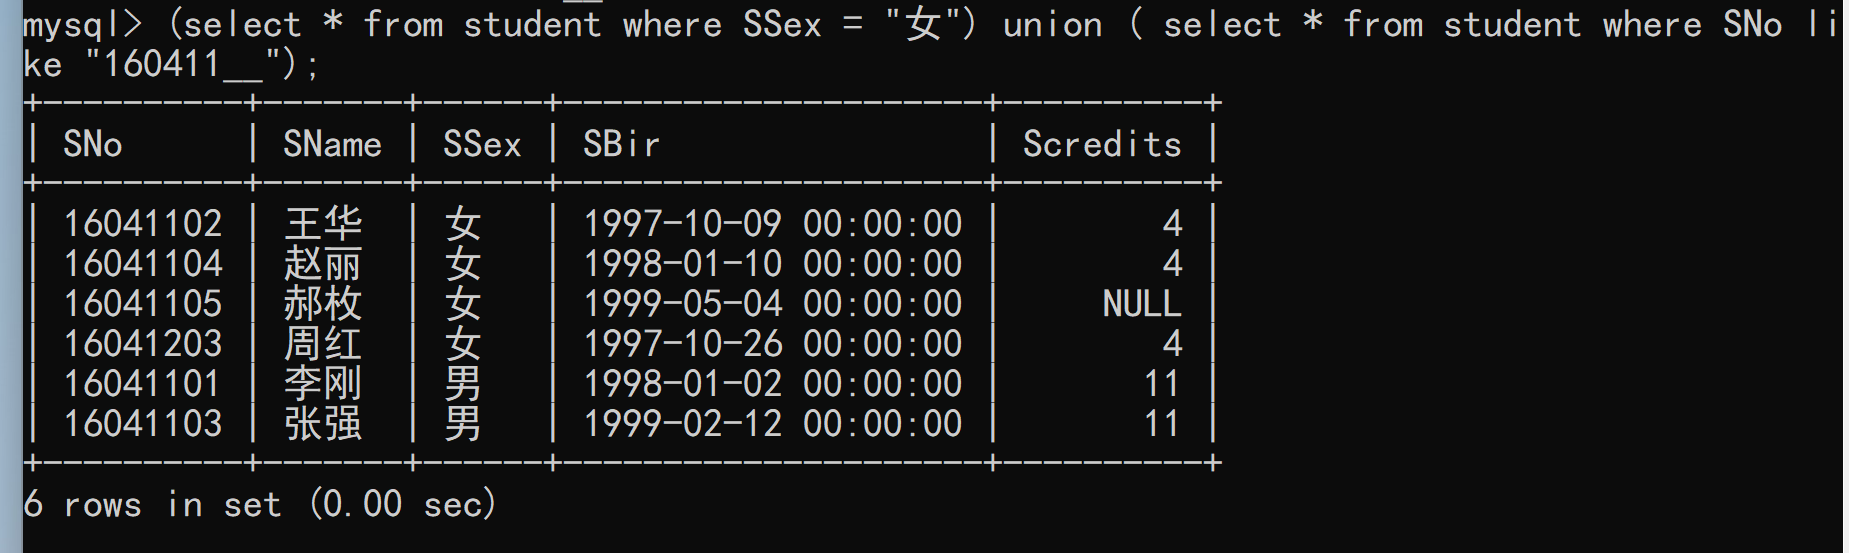 mysql> (select * from student where SSex = "女") union ( select * from student where SNo li
ke "160411__");
+----------+-------+------+---------------------+----------+
| SNo      | SName | SSex | SBir                | Scredits |
+----------+-------+------+---------------------+----------+
| 16041102 | 王华  | 女   | 1997-10-09 00:00:00 |        4 |
| 16041104 | 赵丽  | 女   | 1998-01-10 00:00:00 |        4 |
| 16041105 | 郝枚  | 女   | 1999-05-04 00:00:00 |     NULL |
| 16041203 | 周红  | 女   | 1997-10-26 00:00:00 |        4 |
| 16041101 | 李刚  | 男   | 1998-01-02 00:00:00 |       11 |
| 16041103 | 张强  | 男   | 1999-02-12 00:00:00 |       11 |
+----------+-------+------+---------------------+----------+
6 rows in set (0.00 sec)